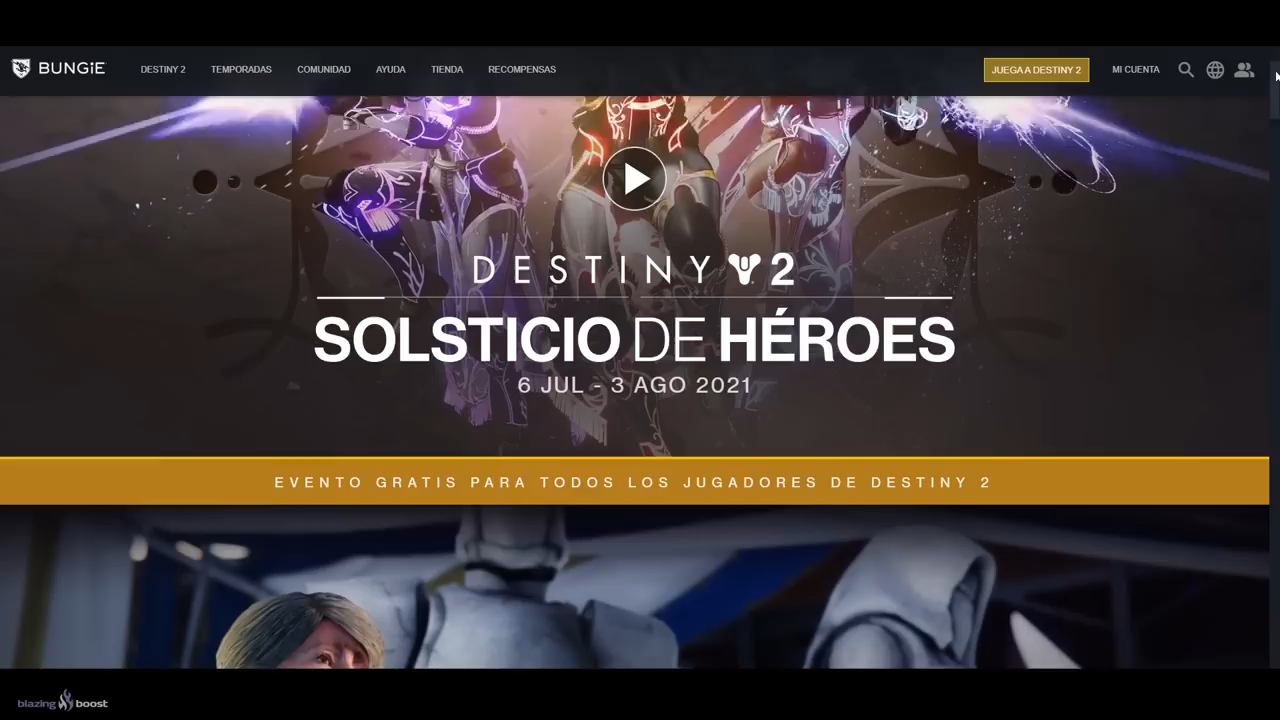 BUNGiE
DESTINY 2
TEMPORADAS
COMUNIDAD
AYUDA
TIENDA
RECOMPENSAS
JUEGA A DESTINY 2
MI CUENTA
DESTINY 2
SOLSTICIO DE HÉROES
6 JUL - 3 AGO 2021
EVENTO GRATIS PARA TODOS LOS JUGADORES DE DESTINY 2
blazing boost